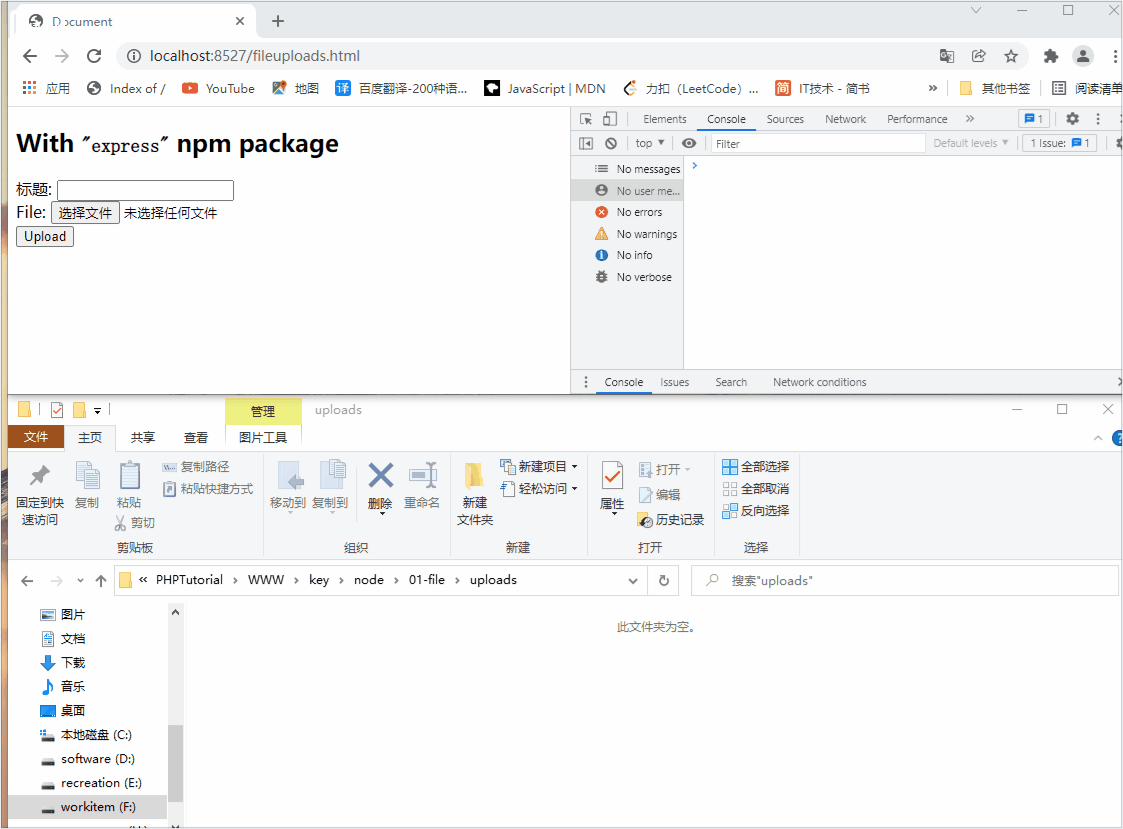 Document
localhost:8527/fileuploads.html
应用 Index of / YouTube 地图 百度翻译-200种语... JavaScript | MDN 力扣（LeetCode）... IT技术 - 简书 » 其他书签 阅读清单
With "express" npm package
标题:
File: 选择文件 未选择任何文件
Upload
Elements Console Sources Network Performance » 1
top Filter Default levels 1 Issue: 1
No messages
No user me...
No errors
No warnings
No info
No verbose
Console Issues Search Network conditions
管理 uploads
文件 主页 共享 查看 图片工具
固定到快速访问
复制
粘贴
复制路径
粘贴快捷方式
剪切
剪贴板
移动到 复制到 删除 重命名
组织
新建文件夹
新建项目
轻松访问
新建
属性
打开
编辑
历史记录
打开
全部选择
全部取消
反向选择
选择
« PHPTutorial › WWW › key › node › 01-file › uploads
搜索"uploads"
图片
文档
下载
音乐
桌面
本地磁盘 (C:)
software (D:)
recreation (E:)
workitem (F:)
此文件夹为空。